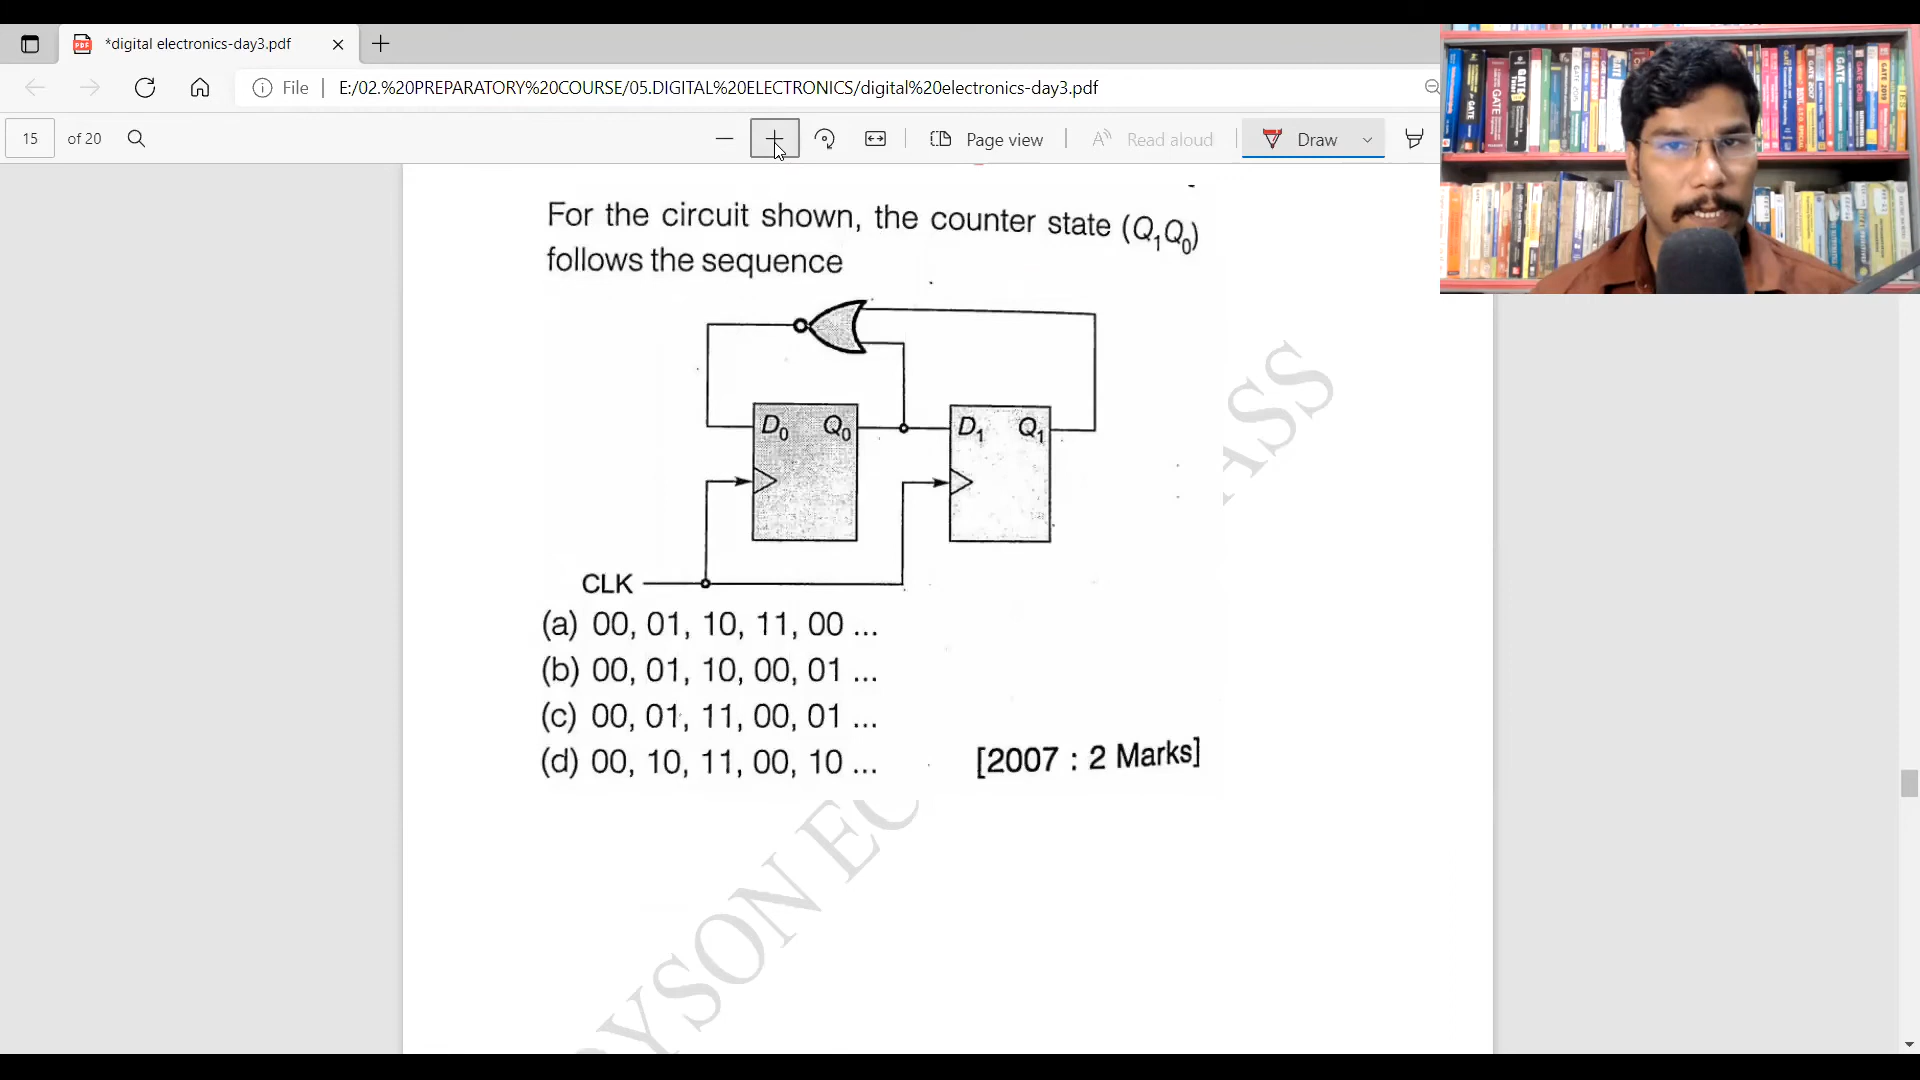 *digital electronics-day3.pdf
File
E:/02.%20PREPARATORY%20COURSE/05.DIGITAL%20ELECTRONICS/digital%20electronics-day3.pdf
15 of 20
Page view
Read aloud
Draw
For the circuit shown, the counter state (Q₁Q₀)
follows the sequence
D₀ Q₀ D₁ Q₁
CLK
(a) 00, 01, 10, 11, 00 ...
(b) 00, 01, 10, 00, 01 ...
(c) 00, 01, 11, 00, 01 ...
(d) 00, 10, 11, 00, 10 ...
[2007 : 2 Marks]